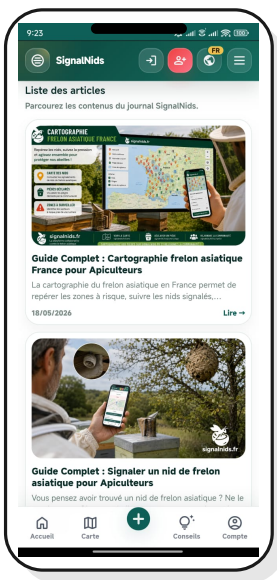 9:23
SignalNids
FR
Liste des articles
Parcourez les contenus du journal SignalNids.
CARTOGRAPHIE
FRELON ASIATIQUE FRANCE
CARTE DES NIDS
signalnids.fr
Guide Complet : Cartographie frelon asiatique
France pour Apiculteurs
La cartographie du frelon asiatique en France permet de
repérer les zones à risque, suivre les nids signalés,...
18/05/2026
Lire →
signalnids.fr
Guide Complet : Signaler un nid de frelon
asiatique pour Apiculteurs
Vous pensez avoir trouvé un nid de frelon asiatique ? Ne le
Accueil
Carte
Conseils
Compte